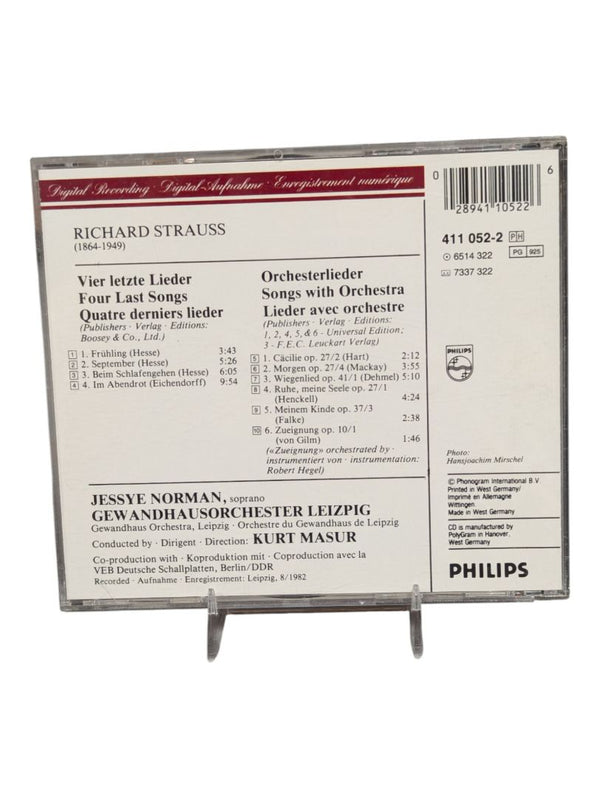 Digital Recording · Digital-Aufnahme · Enregistrement numérique
RICHARD STRAUSS
(1864-1949)
Vier letzte Lieder
Four Last Songs
Quatre derniers lieder
(Publishers · Verlag · Editions:
Boosey & Co., Ltd.)
1 1. Frühling (Hesse) 3:43
2 2. September (Hesse) 5:26
3 3. Beim Schlafengehen (Hesse) 6:05
4 4. Im Abendrot (Eichendorff) 9:54
Orchesterlieder
Songs with Orchestra
Lieder avec orchestre
(Publishers · Verlag · Editions:
1, 2, 4, 5, & 6 - Universal Edition;
3 - F.E.C. Leuckart Verlag)
5 1. Cäcilie op. 27/2 (Hart) 2:12
6 2. Morgen op. 27/4 (Mackay) 3:55
7 3. Wiegenlied op. 41/1 (Dehmel) 5:10
8 4. Ruhe, meine Seele op. 27/1
(Henckell) 4:24
9 5. Meinem Kinde op. 37/3
(Falke) 2:38
10 6. Zueignung op. 10/1
(von Gilm) 1:46
(«Zueignung» orchestrated by ·
instrumentiert von · instrumentation:
Robert Hegel)
JESSYE NORMAN, soprano
GEWANDHAUSORCHESTER LEIPZIG
Gewandhaus Orchestra, Leipzig · Orchestre du Gewandhaus de Leipzig
Conducted by · Dirigent · Direction: KURT MASUR
Co-production with · Koproduktion mit · Coproduction avec la
VEB Deutsche Schallplatten, Berlin/DDR
Recorded · Aufnahme · Enregistrement: Leipzig, 8/1982
0 28941 10522 6
411 052-2 PH
6514 322 PG 925
7337 322
PHILIPS
Photo:
Hansjoachim Mirschel
℗ Phonogram International B.V.
Printed in West Germany/
Imprimé en Allemagne
Wittingen.
Made in West Germany
CD is manufactured by
PolyGram in Hanover,
West Germany
PHILIPS